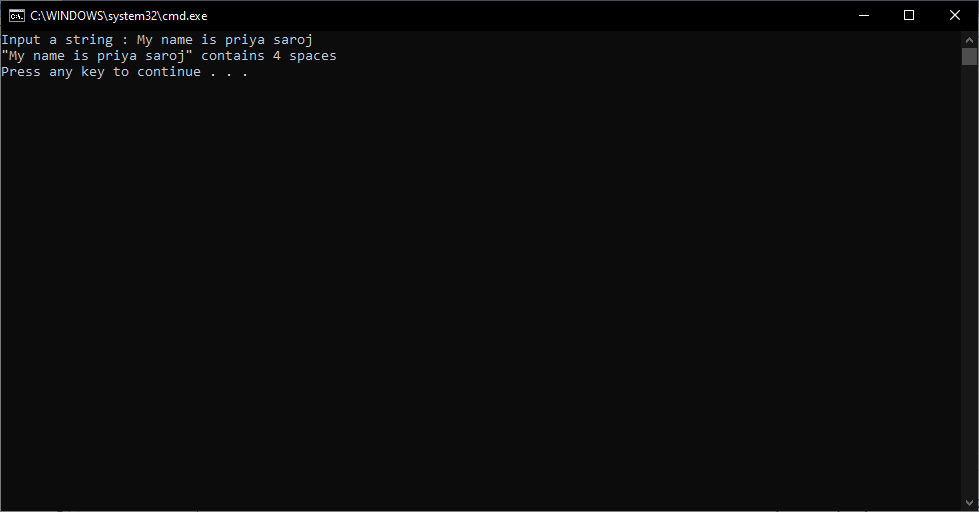 C:\WINDOWS\system32\cmd.exe
Input a string : My name is priya saroj
"My name is priya saroj" contains 4 spaces
Press any key to continue . . .